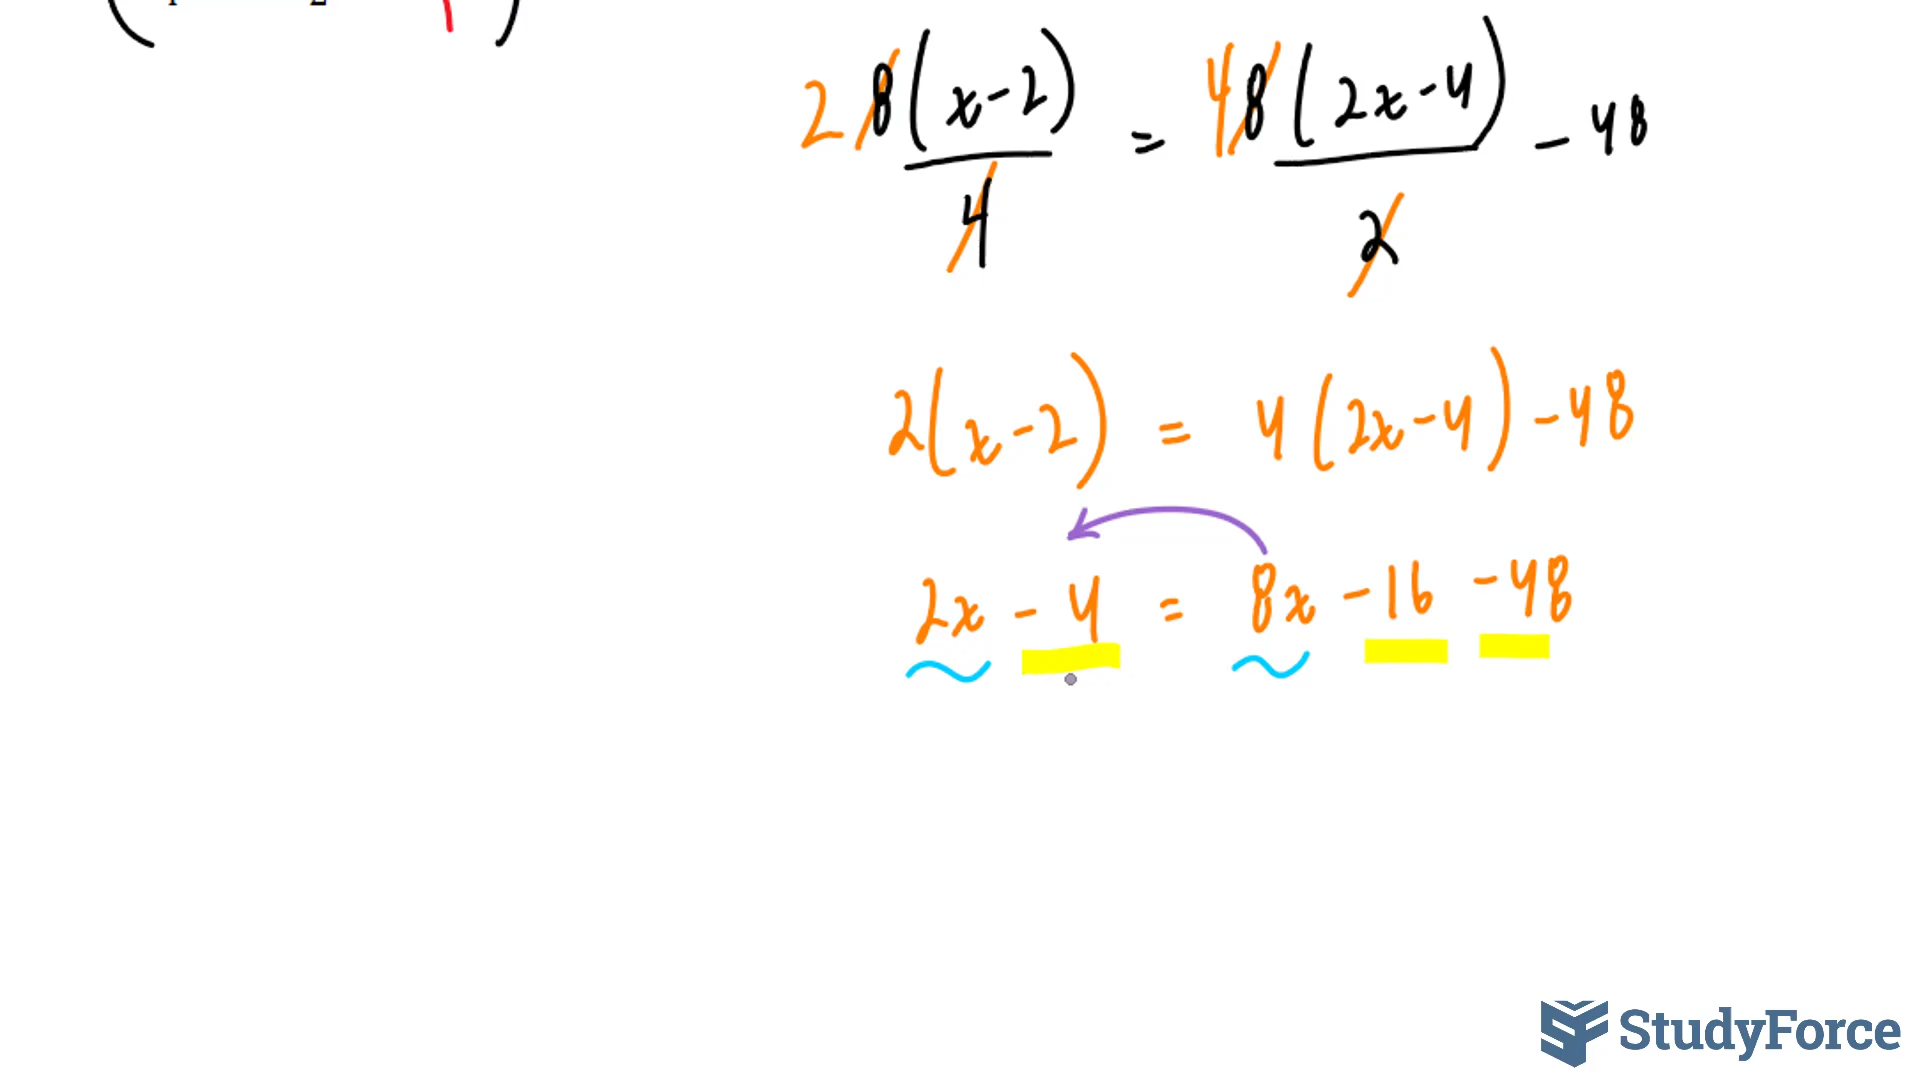 2 8(x-2)/4 = 4 8(2x-4)/2 - 48
2(x-2) = 4(2x-4) - 48
2x - 4 = 8x - 16 - 48
StudyForce